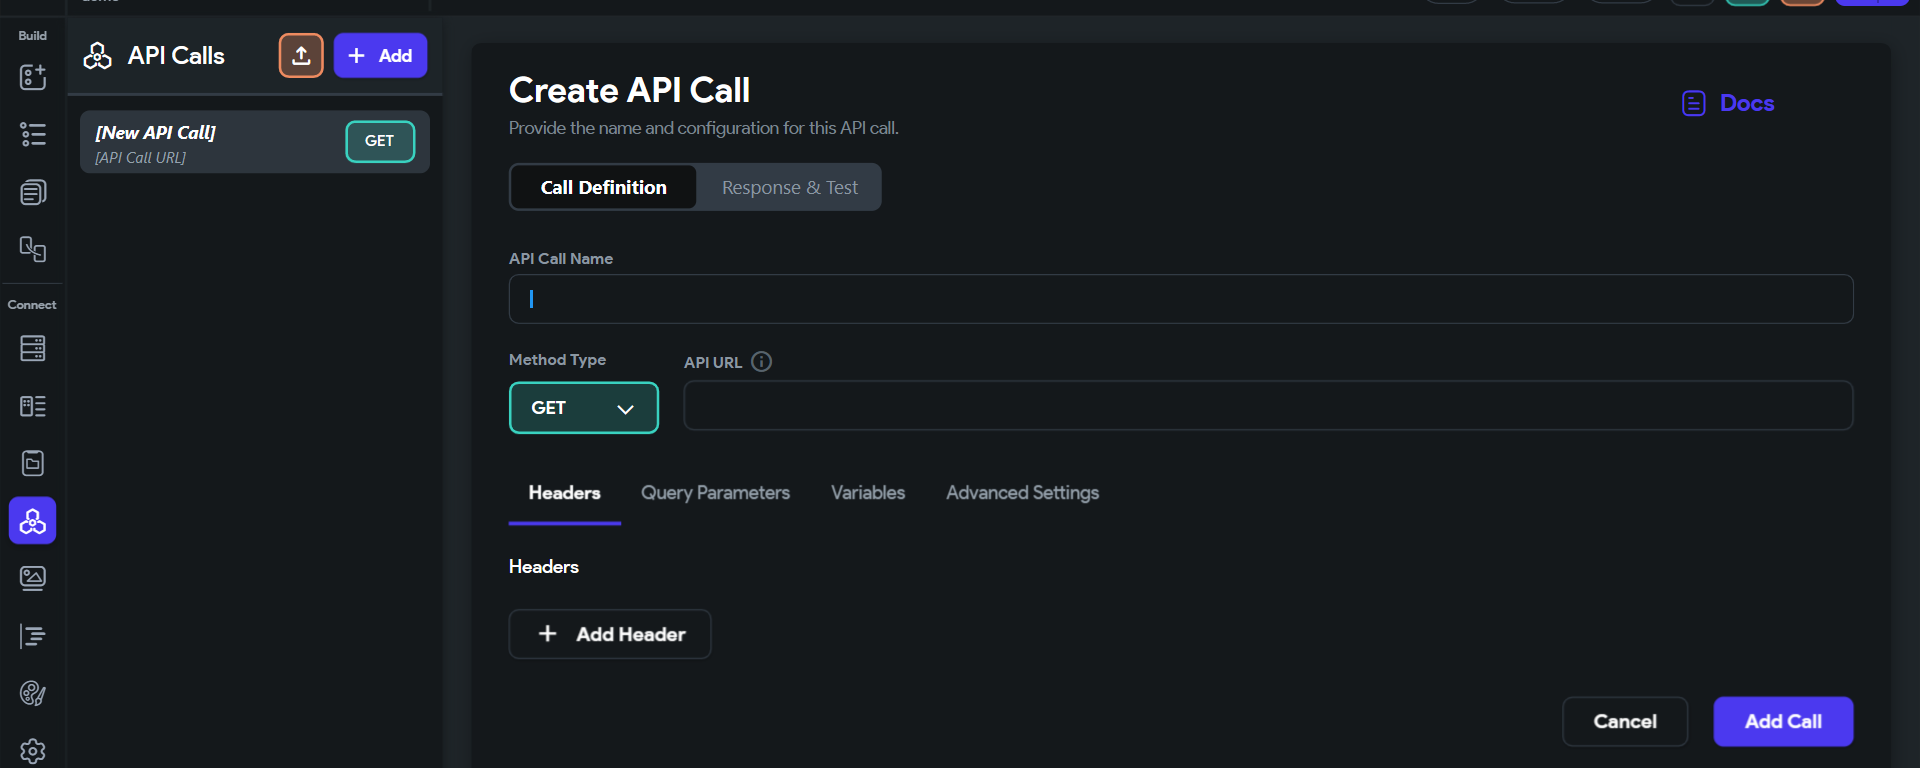 Build
API Calls
Add
[New API Call]
[API Call URL]
GET
Connect
Create API Call
Provide the name and configuration for this API call.
Docs
Call Definition
Response & Test
API Call Name
Method Type
API URL
GET
Headers
Query Parameters
Variables
Advanced Settings
Headers
Add Header
Cancel
Add Call